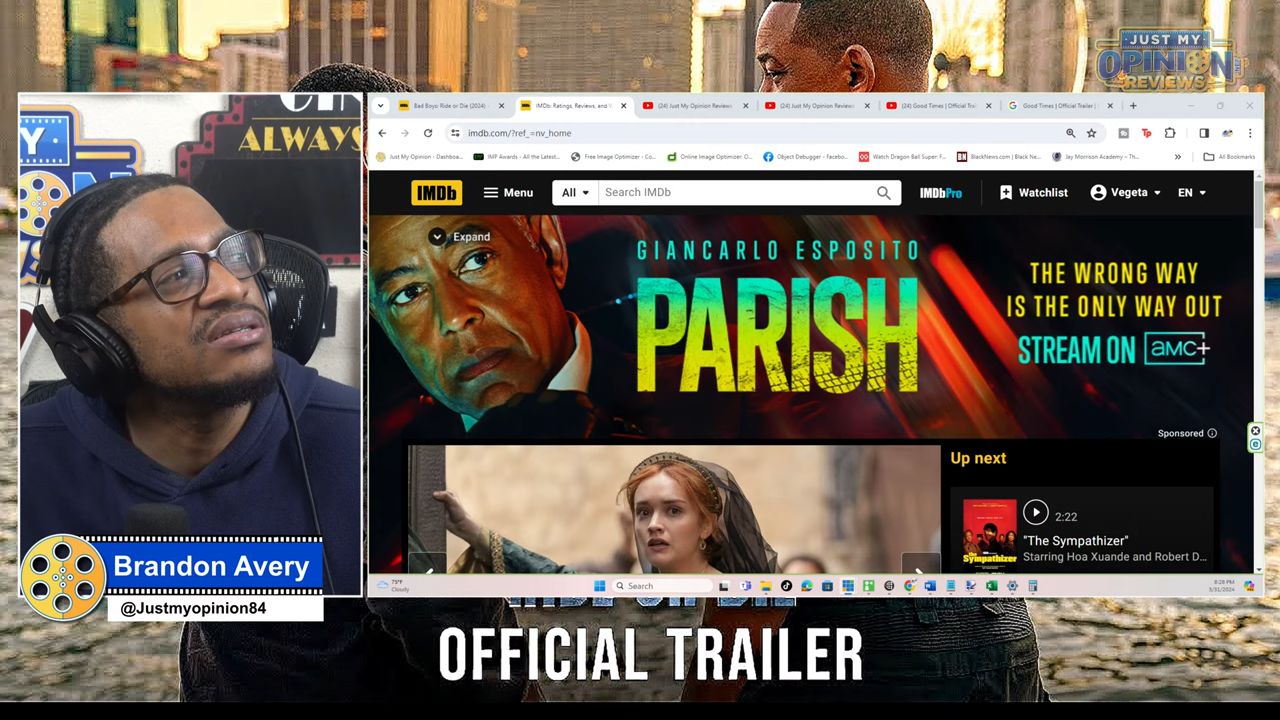 JUST MY
OPINION
REVIEWS
ALWAYS
Bad Boys: Ride or Die (2024)
IMDb: Ratings, Reviews, and
(24) Just My Opinion Reviews
(24) Just My Opinion Reviews
(24) Good Times | Official Trai
Good Times | Official Trailer |
imdb.com/?ref_=nv_home
Just My Opinion - Dashboa...
JMP Awards - All the Latest...
Free Image Optimizer - Co...
Online Image Optimizer: O...
Object Debugger - Facebo...
Watch Dragon Ball Super: F...
BlackNews.com | Black Ne...
Jay Morrison Academy – Th...
All Bookmarks
IMDb
Menu
All
Search IMDb
IMDbPro
Watchlist
Vegeta
EN
Expand
GIANCARLO ESPOSITO
PARISH
THE WRONG WAY
IS THE ONLY WAY OUT
STREAM ON aMC+
Sponsored
Up next
2:22
"The Sympathizer"
Starring Hoa Xuande and Robert D...
The Sympathizer
Brandon Avery
@Justmyopinion84
75°F
Cloudy
Search
8:28 PM
3/31/2024
OFFICIAL TRAILER